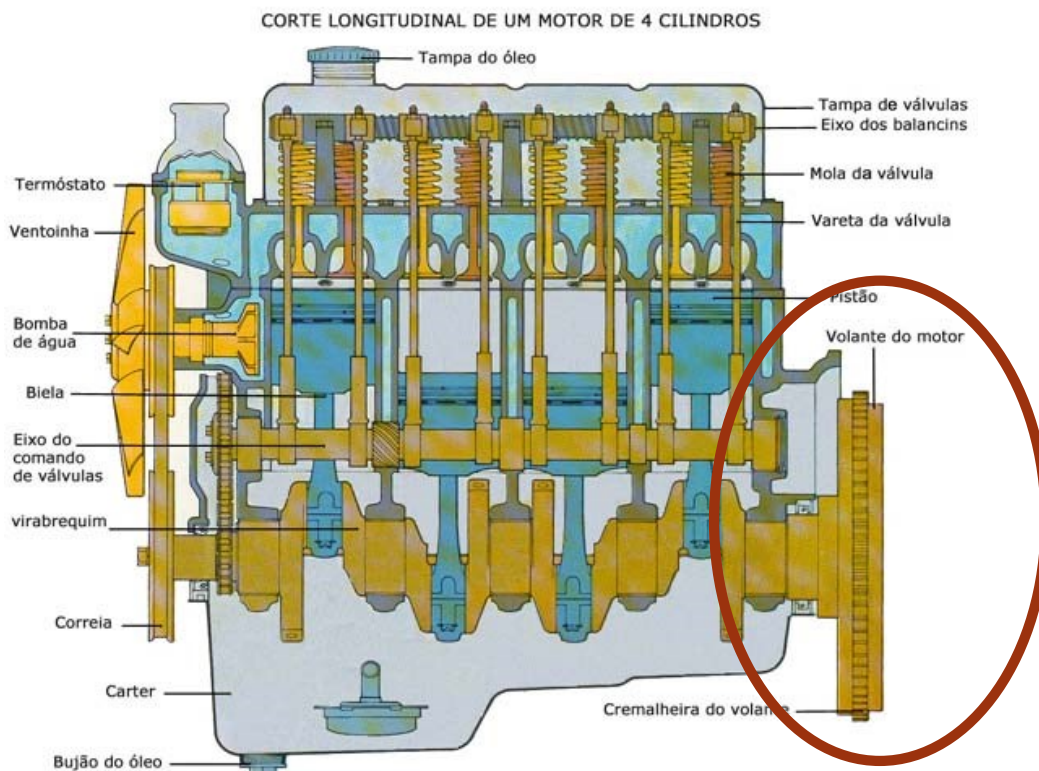 CORTE LONGITUDINAL DE UM MOTOR DE 4 CILINDROS
Tampa do óleo
Tampa de válvulas
Eixo dos balancins
Mola da válvula
Vareta da válvula
Pistão
Volante do motor
Termóstato
Ventoinha
Bomba
de água
Biela
Eixo do
comando
de válvulas
virabrequim
Correia
Carter
Bujão do óleo
Cremalheira do volante